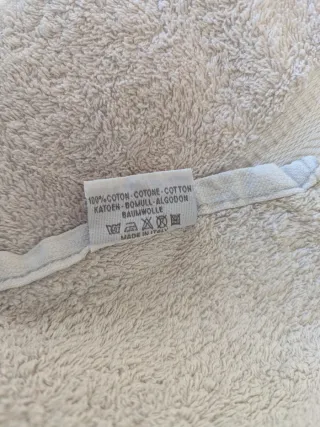 100% COTON - COTONE - COTTON
KATOEN - BOMULL - ALGODON
BAUMWOLLE
MADE IN ITALY